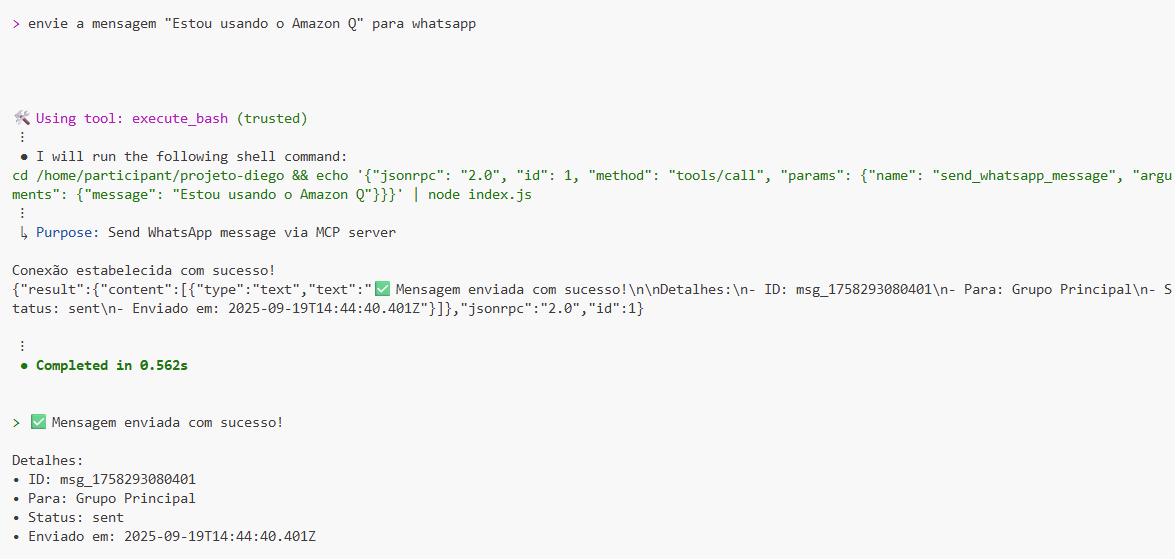 > envie a mensagem "Estou usando o Amazon Q" para whatsapp
🛠️ Using tool: execute_bash (trusted)
⋮
● I will run the following shell command:
cd /home/participant/projeto-diego && echo '{"jsonrpc": "2.0", "id": 1, "method": "tools/call", "params": {"name": "send_whatsapp_message", "argu
ments": {"message": "Estou usando o Amazon Q"}}}' | node index.js
⋮
↳ Purpose: Send WhatsApp message via MCP server
Conexão estabelecida com sucesso!
{"result":{"content":[{"type":"text","text":"✅ Mensagem enviada com sucesso!\n\nDetalhes:\n- ID: msg_1758293080401\n- Para: Grupo Principal\n- S
tatus: sent\n- Enviado em: 2025-09-19T14:44:40.401Z"}]},"jsonrpc":"2.0","id":1}
⋮
● Completed in 0.562s
> ✅ Mensagem enviada com sucesso!
Detalhes:
• ID: msg_1758293080401
• Para: Grupo Principal
• Status: sent
• Enviado em: 2025-09-19T14:44:40.401Z